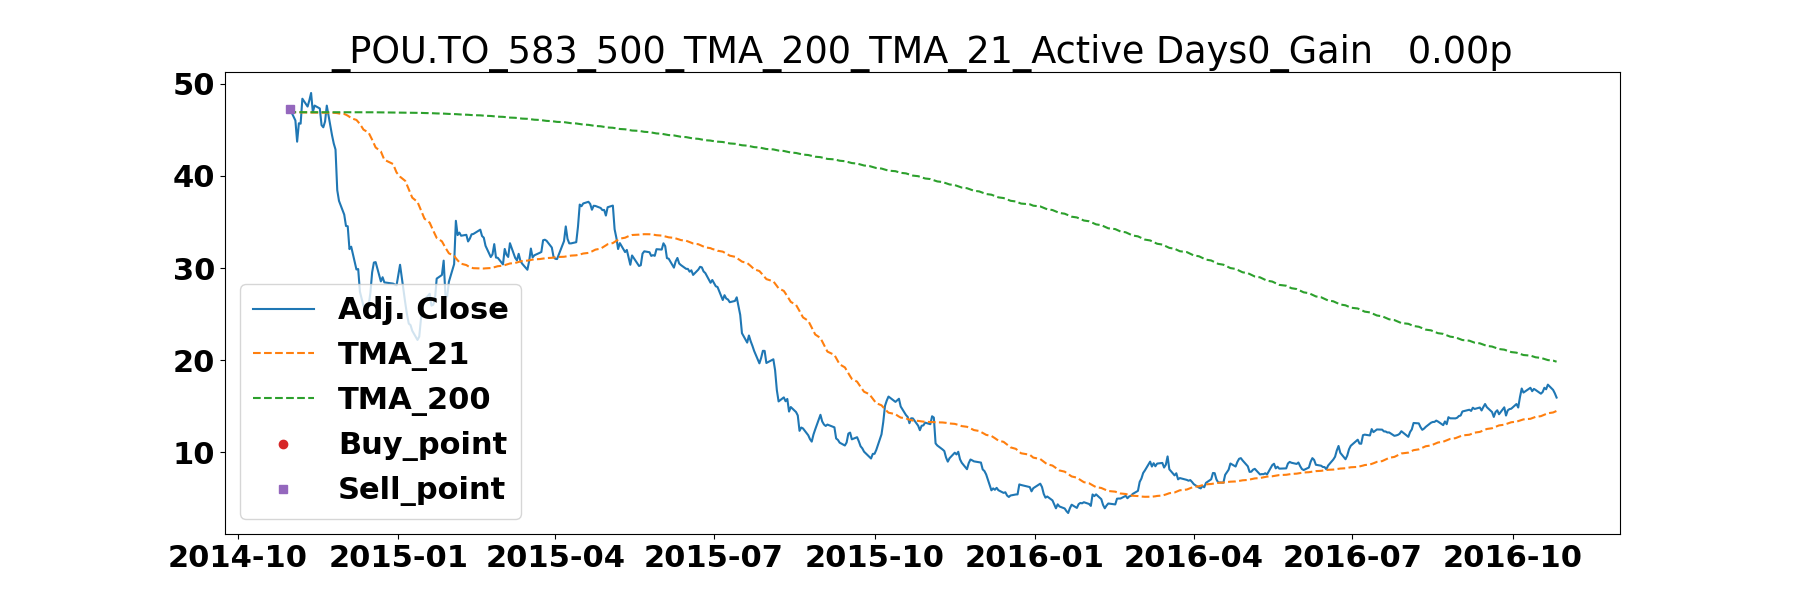 _POU.TO_583_500_TMA_200_TMA_21_Active Days0_Gain   0.00p
50
40
30
20
10
Adj. Close
TMA_21
TMA_200
Buy_point
Sell_point
2014-10 2015-01 2015-04 2015-07 2015-10 2016-01 2016-04 2016-07 2016-10